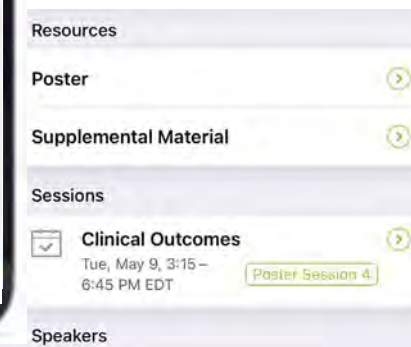 Resources
Poster
Supplemental Material
Sessions
Clinical Outcomes
Tue, May 9, 3:15 –
6:45 PM EDT
Poster Session 4
Speakers